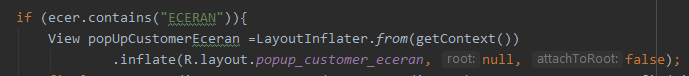 if (ecer.contains("ECERAN")){
View popUpCustomerEceran =LayoutInflater.from(getContext())
.inflate(R.layout.popup_customer_eceran, root: null, attachToRoot: false);